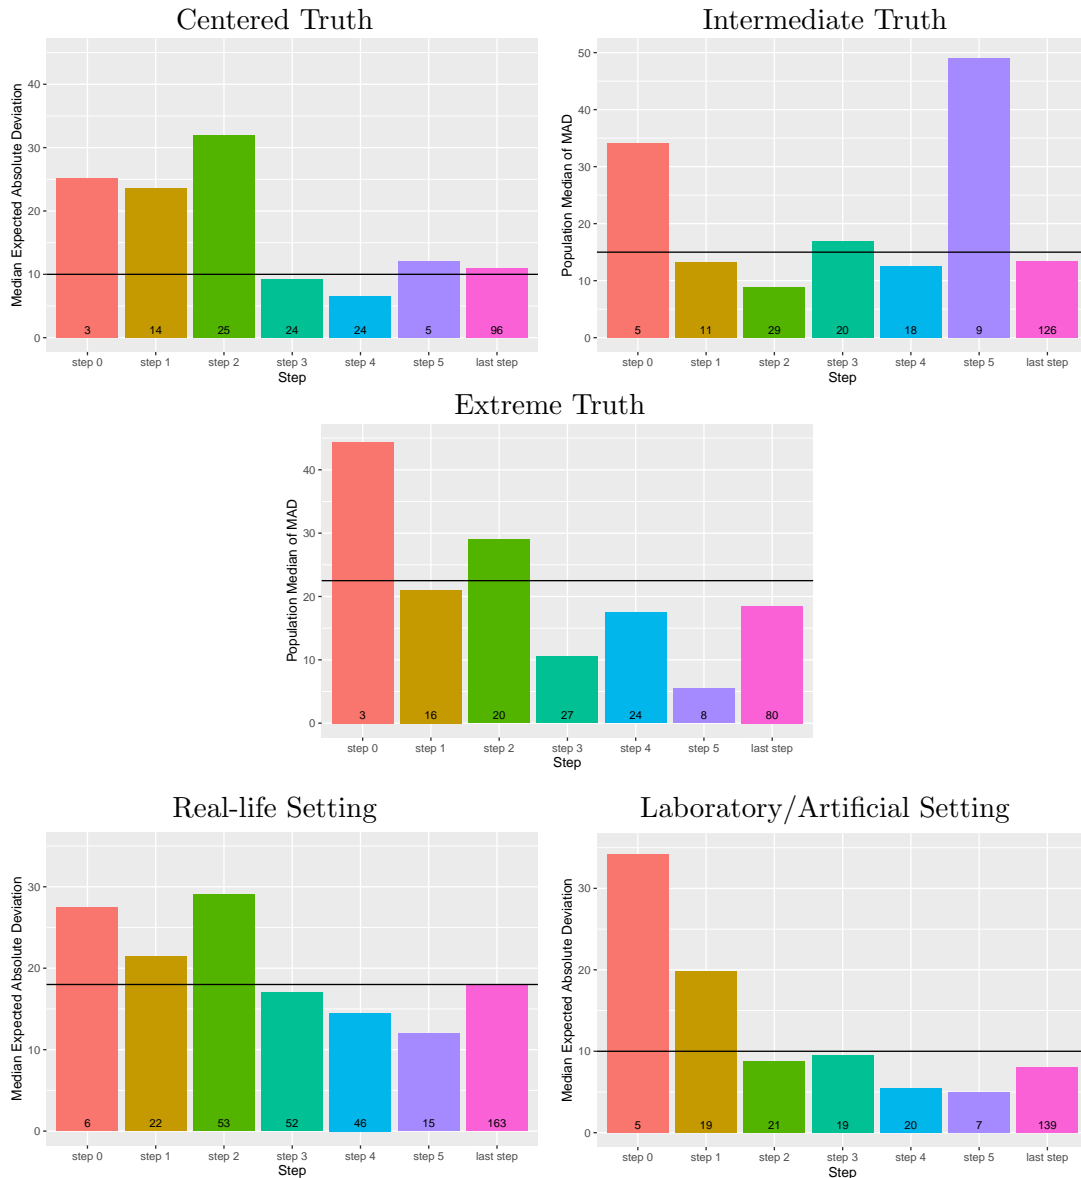 Centered Truth
Median Expected Absolute Deviation
40
30
20
10
0
3 14 25 24 24 5 96
step 0 step 1 step 2 step 3 step 4 step 5 last step
Step
Intermediate Truth
Population Median of MAD
50
40
30
20
10
0
5 11 29 20 18 9 126
step 0 step 1 step 2 step 3 step 4 step 5 last step
Step
Extreme Truth
Population Median of MAD
40
30
20
10
0
3 16 20 27 24 8 80
step 0 step 1 step 2 step 3 step 4 step 5 last step
Step
Real-life Setting
Median Expected Absolute Deviation
30
20
10
0
6 22 53 52 46 15 163
step 0 step 1 step 2 step 3 step 4 step 5 last step
Step
Laboratory/Artificial Setting
Median Expected Absolute Deviation
30
20
10
0
5 19 21 19 20 7 139
step 0 step 1 step 2 step 3 step 4 step 5 last step
Step